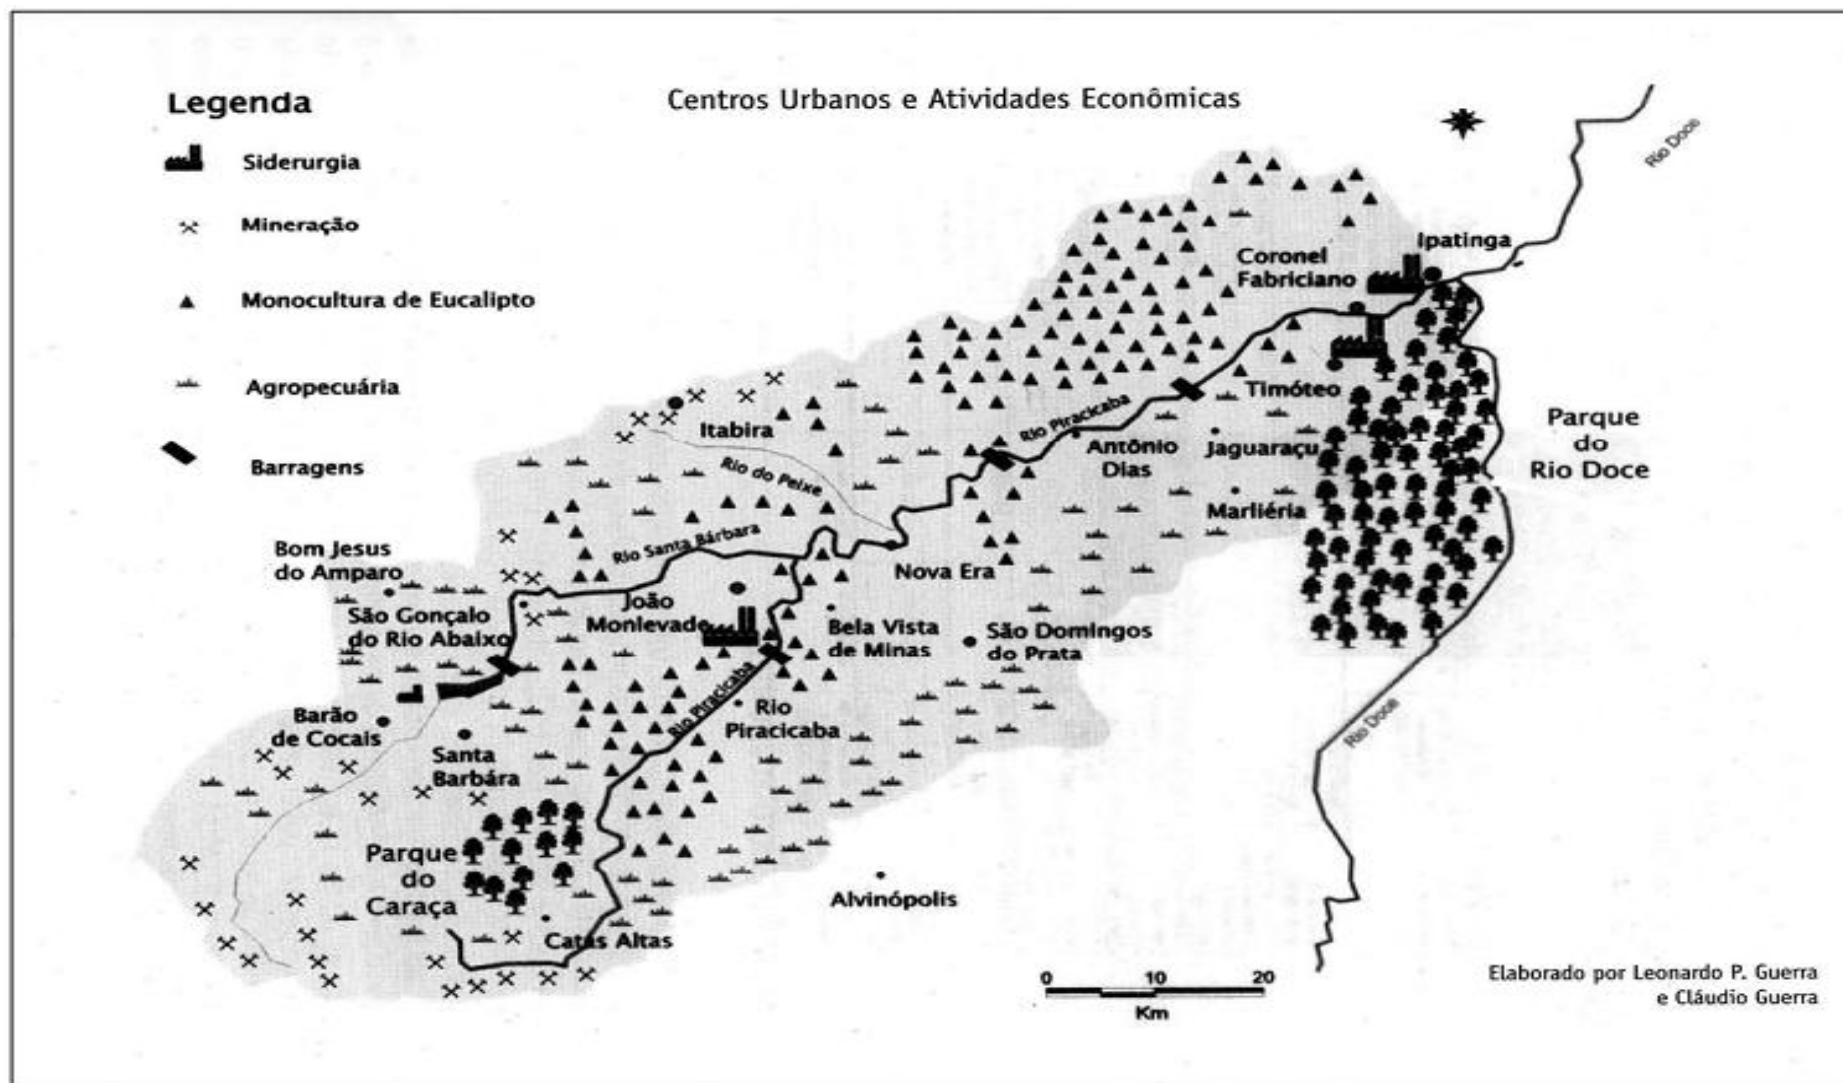 Centros Urbanos e Atividades Econômicas
Legenda
Siderurgia
Mineração
Monocultura de Eucalipto
Agropecuária
Barragens
Rio Doce
Ipatinga
Coronel
Fabriciano
Timóteo
Parque
do
Rio Doce
Rio Piracicaba
Antônio
Dias
Jaguaraçu
Marliéria
Itabira
Rio do Peixe
Rio Santa Bárbara
Nova Era
Bom Jesus
do Amparo
São Gonçalo
do Rio Abaixo
João
Monlevade
Bela Vista
de Minas
São Domingos
do Prata
Rio Piracicaba
Rio
Piracicaba
Barão
de Cocais
Santa
Barbára
Rio Doce
Parque
do
Caraça
Catas Altas
Alvinópolis
0 10 20
Km
Elaborado por Leonardo P. Guerra
e Cláudio Guerra